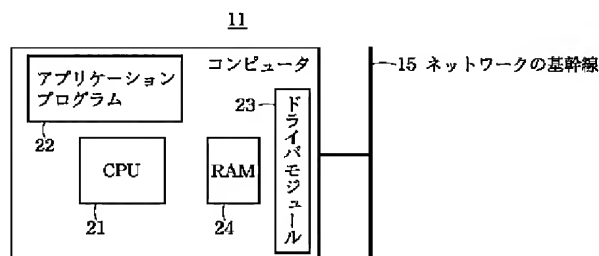 11
アプリケーション
プログラム
コンピュータ
15 ネットワークの基幹線
23
ドライバモジュール
22
CPU
RAM
21
24